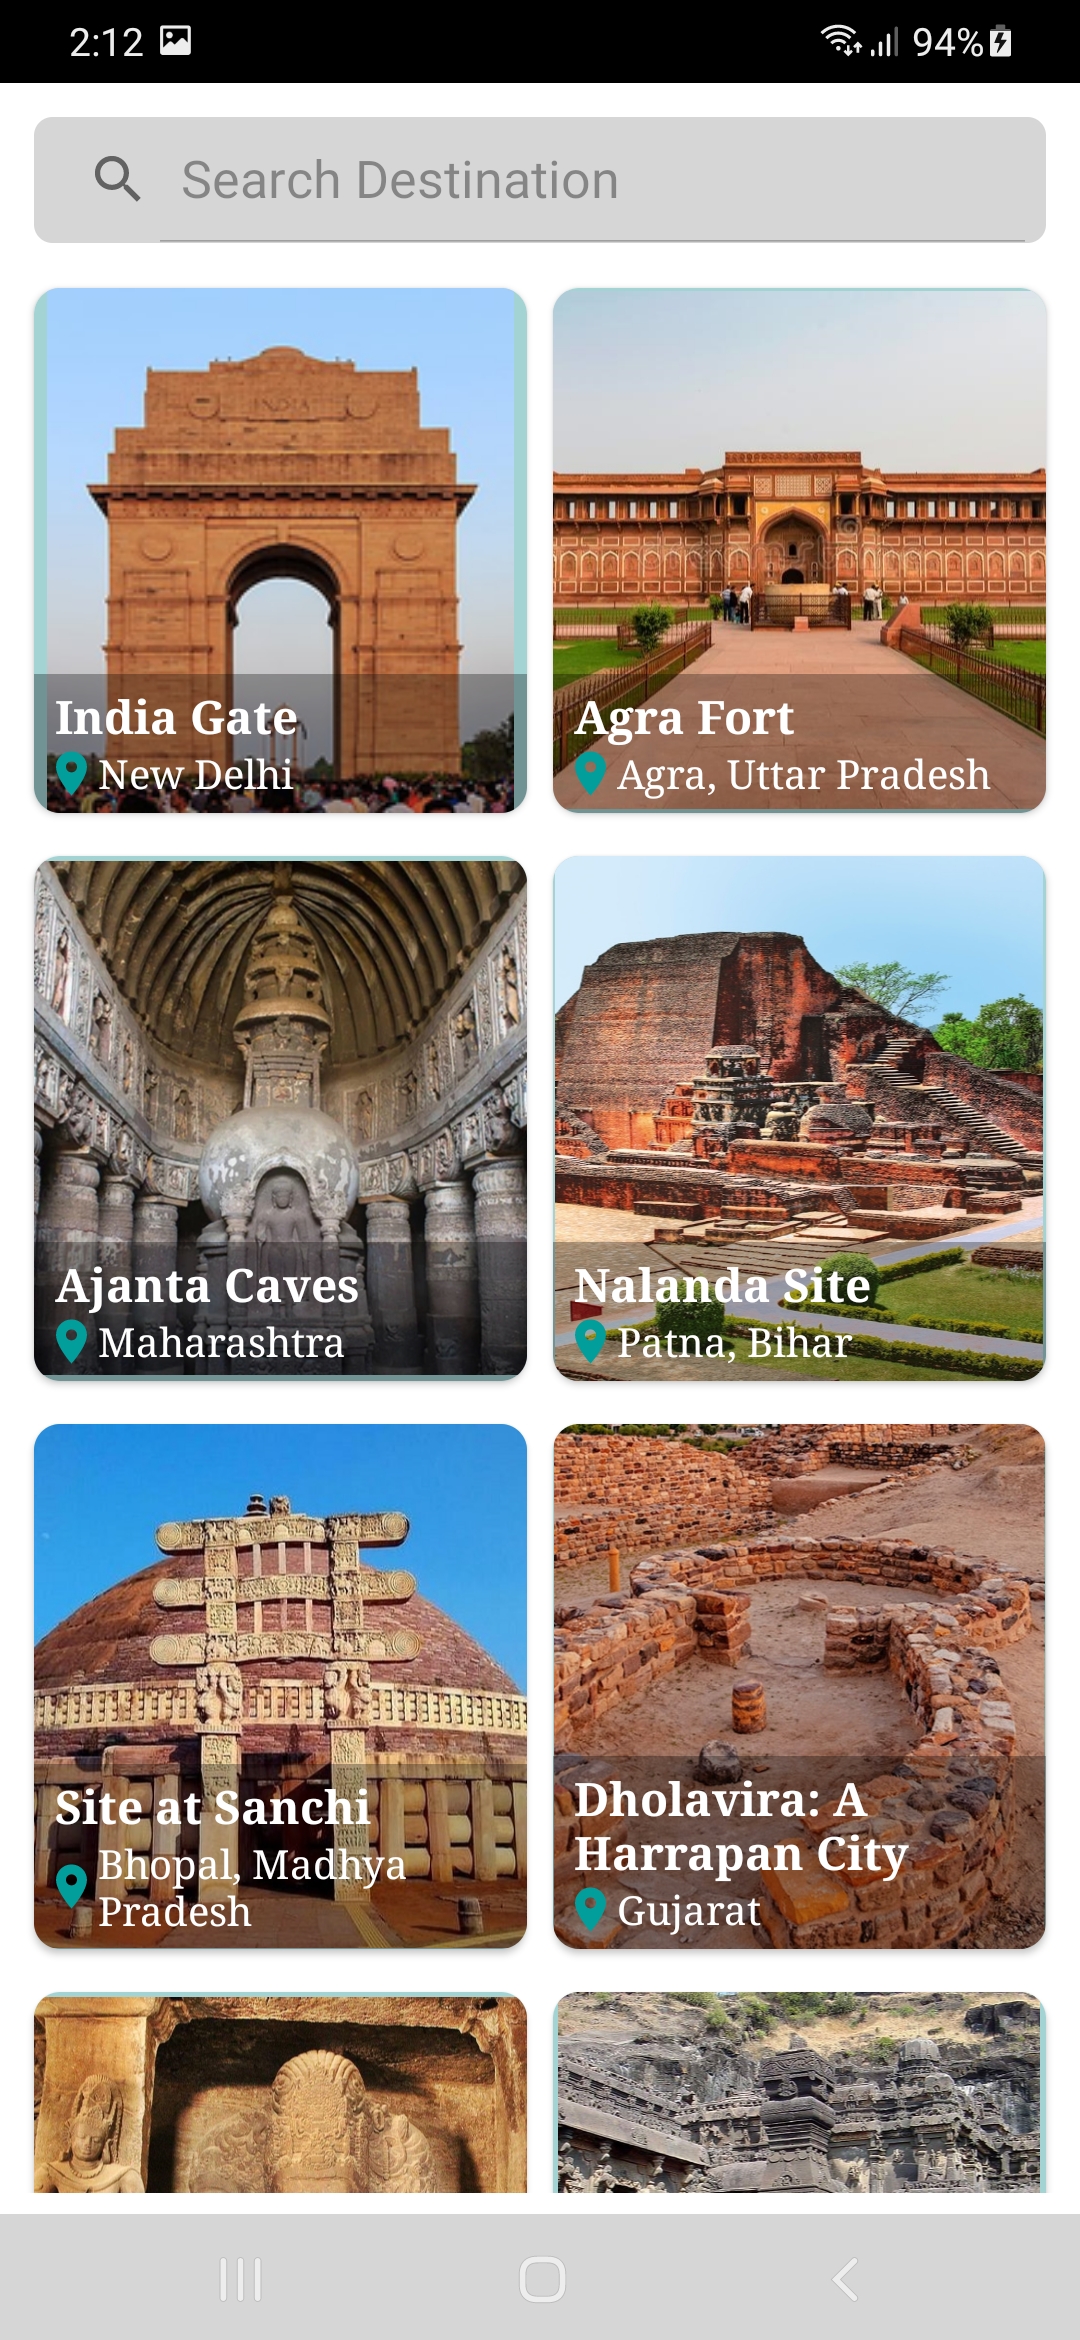 2:12
94%
Search Destination
India Gate
New Delhi
Agra Fort
Agra, Uttar Pradesh
Ajanta Caves
Maharashtra
Nalanda Site
Patna, Bihar
Site at Sanchi
Bhopal, Madhya
Pradesh
Dholavira: A
Harrapan City
Gujarat